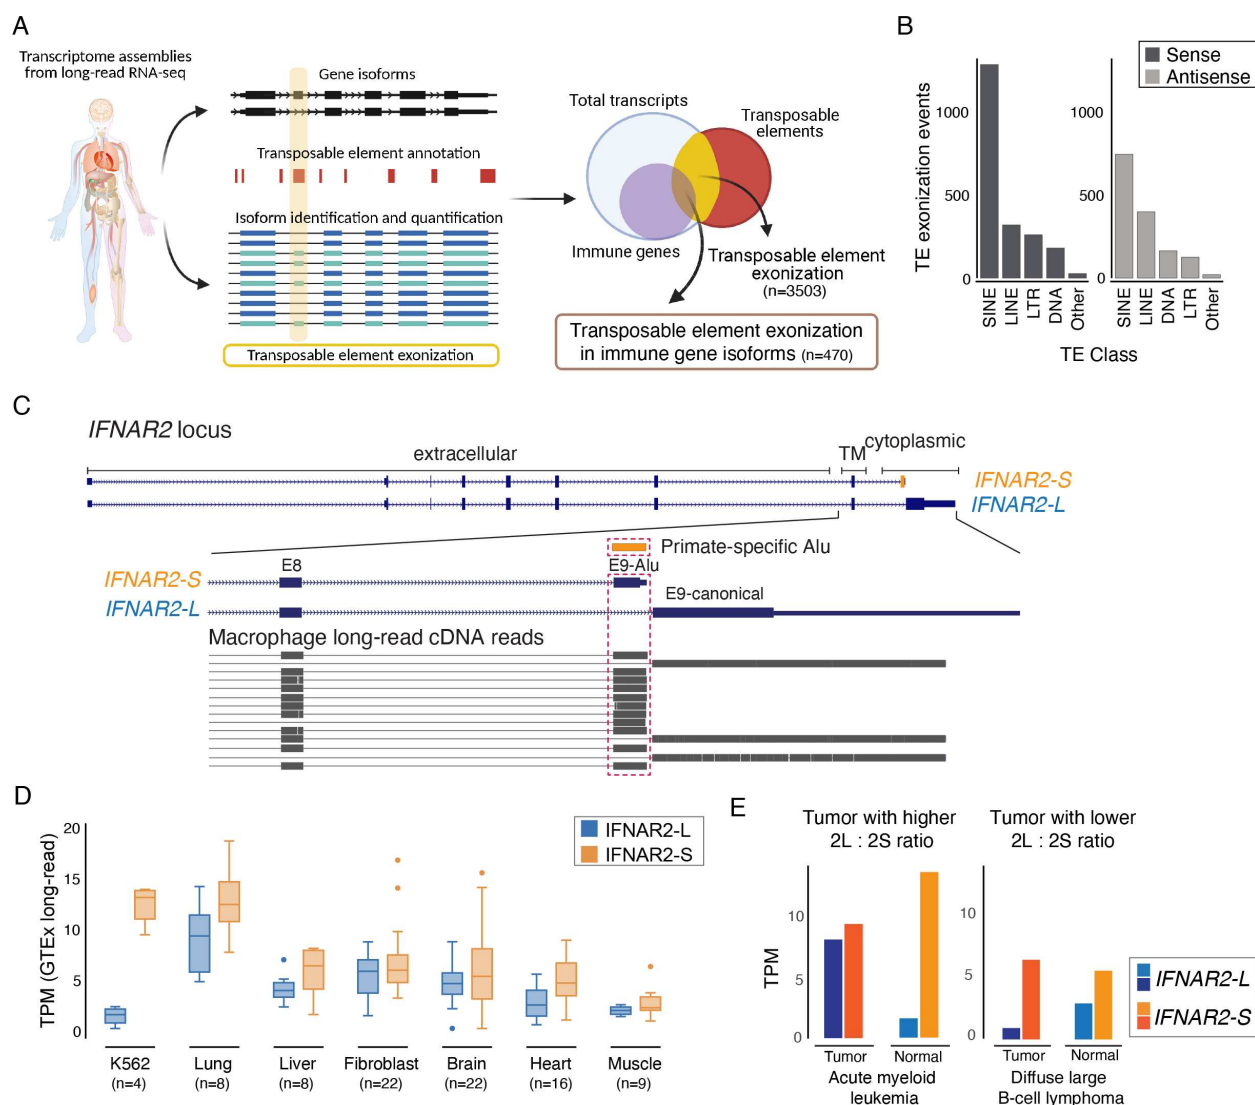 A
Transcriptome assemblies
from long-read RNA-seq
Gene isoforms
Transposable element annotation
Isoform identification and quantification
Transposable element exonization
Total transcripts
Transposable
elements
Immune genes
Transposable element
exonization
(n=3503)
Transposable element exonization
in immune gene isoforms (n=470)
B
Sense
Antisense
TE exonization events
1000
500
0
SINE
LINE
LTR
DNA
Other
1000
500
0
SINE
LINE
DNA
LTR
Other
TE Class
C
IFNAR2 locus
extracellular
TM
cytoplasmic
IFNAR2-S
IFNAR2-L
Primate-specific Alu
E8
E9-Alu
IFNAR2-S
IFNAR2-L
E9-canonical
Macrophage long-read cDNA reads
D
TPM (GTEx long-read)
20
15
10
5
0
IFNAR2-L
IFNAR2-S
K562
(n=4)
Lung
(n=8)
Liver
(n=8)
Fibroblast
(n=22)
Brain
(n=22)
Heart
(n=16)
Muscle
(n=9)
E
Tumor with higher
2L : 2S ratio
TPM
10
5
0
Tumor
Normal
Acute myeloid
leukemia
Tumor with lower
2L : 2S ratio
10
5
0
Tumor
Normal
Diffuse large
B-cell lymphoma
IFNAR2-L
IFNAR2-S